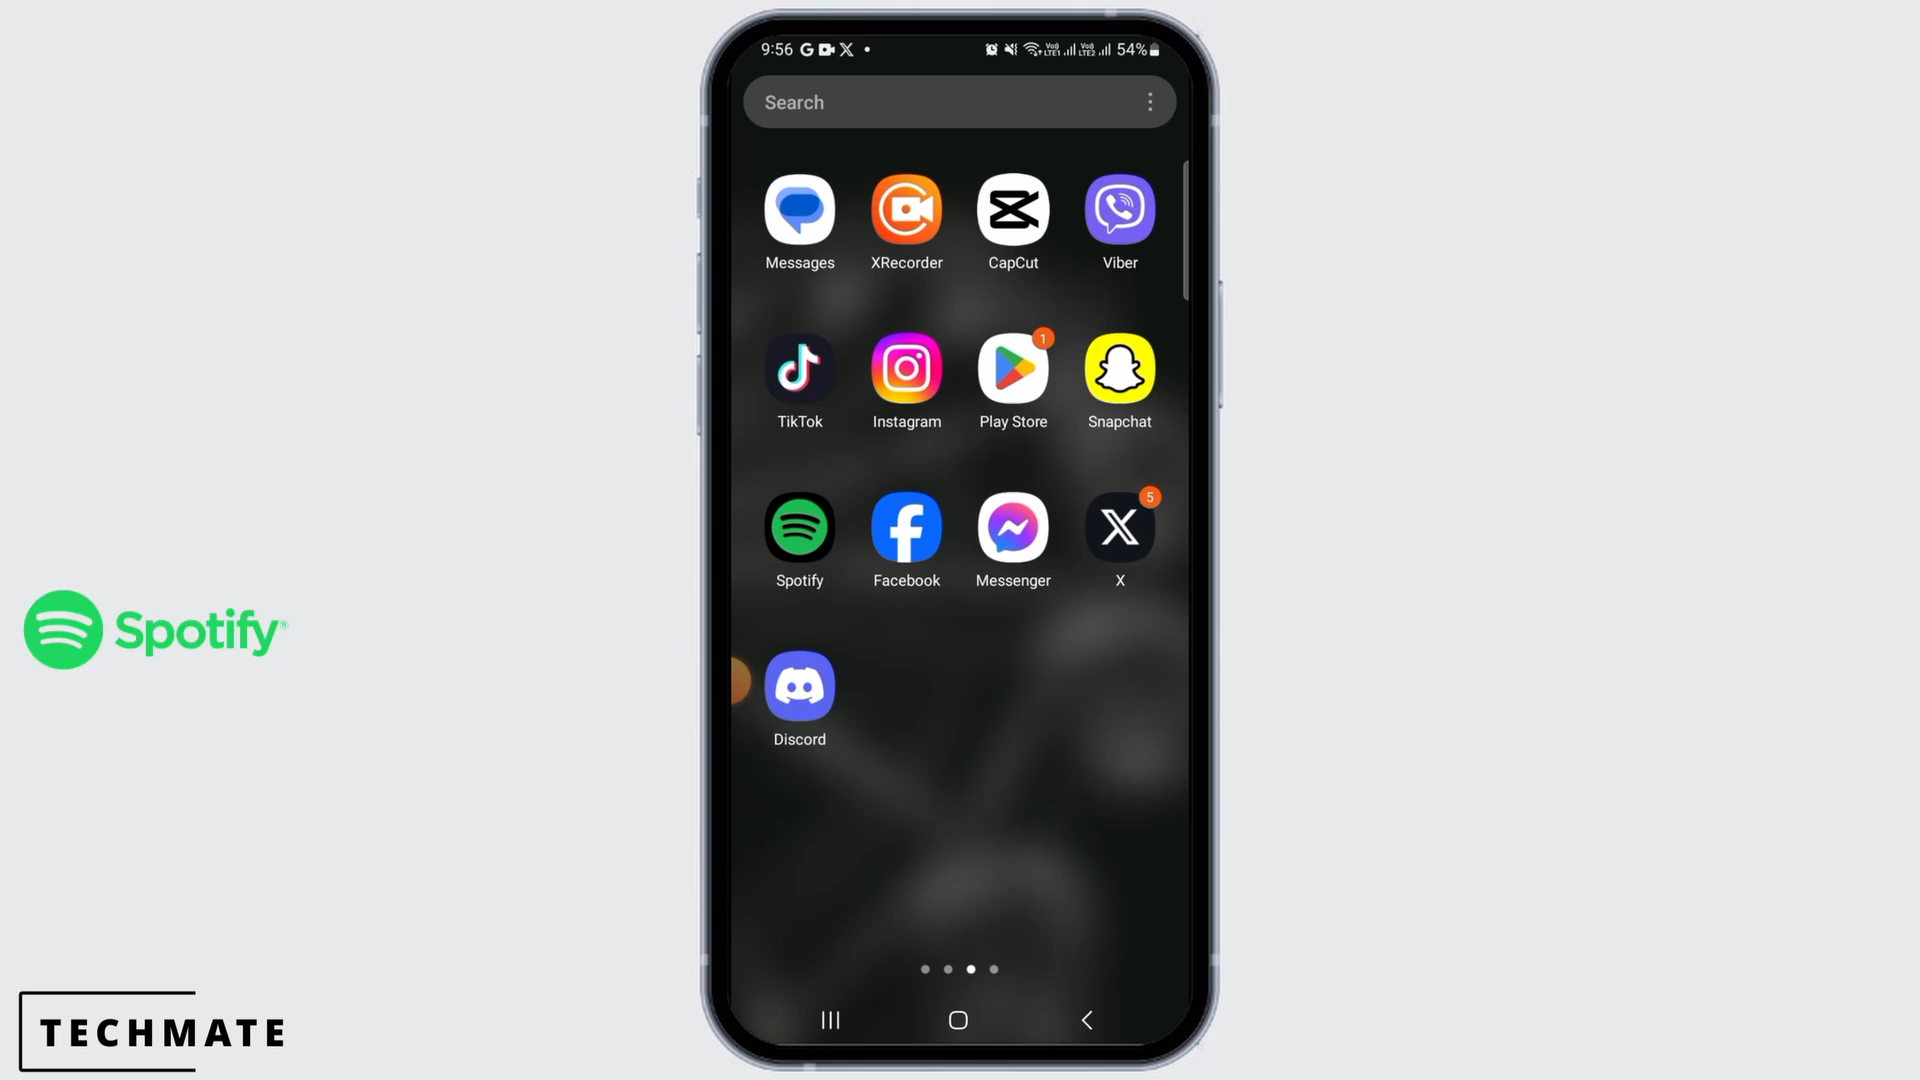 9:56
54%
Search
Messages XRecorder CapCut Viber
1
TikTok Instagram Play Store Snapchat
5
Spotify Facebook Messenger X
Discord
Spotify®
TECHMATE